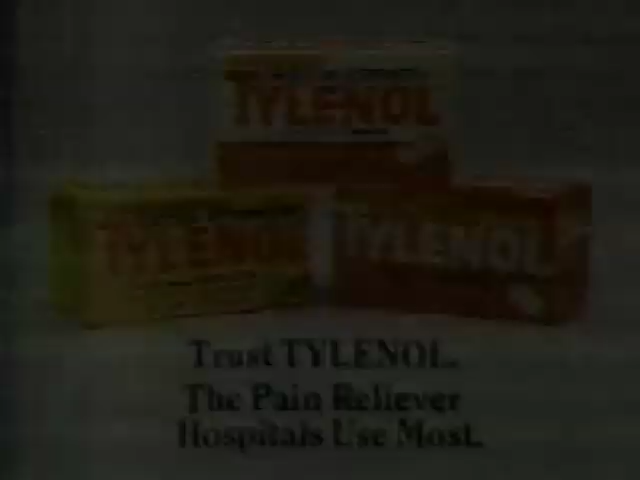 TYLENOL
TYLENOL
TYLENOL
Trust TYLENOL.
The Pain Reliever
Hospitals Use Most.